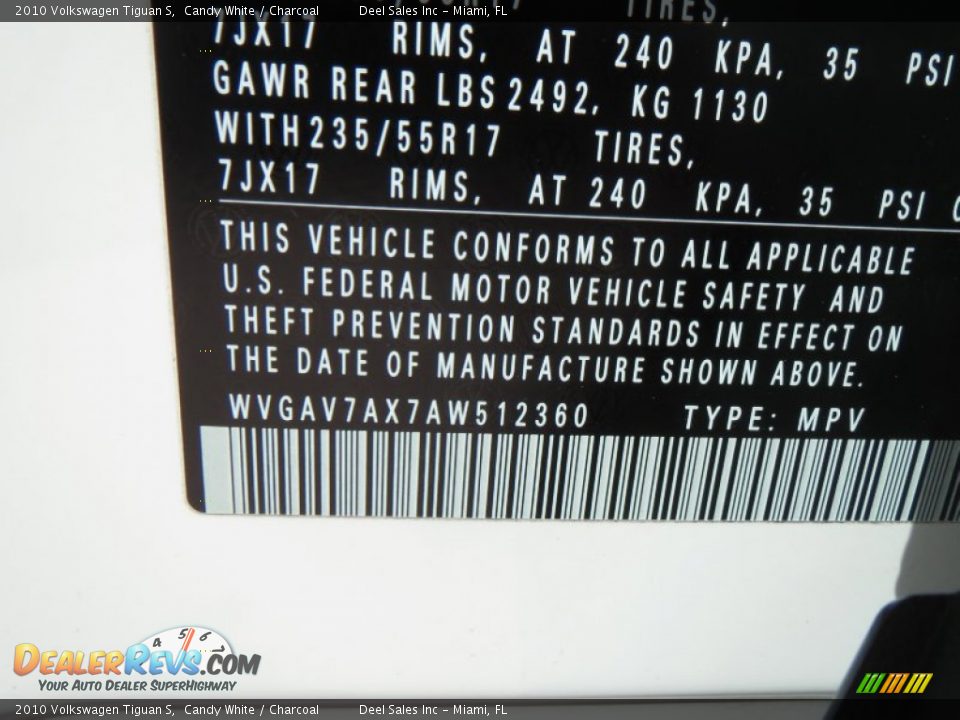 2010 Volkswagen Tiguan S, Candy White / Charcoal Deel Sales Inc - Miami, FL
TIRES,
7JX17 RIMS, AT 240 KPA, 35 PSI
GAWR REAR LBS 2492, KG 1130
WITH 235/55R17 TIRES,
7JX17 RIMS, AT 240 KPA, 35 PSI
THIS VEHICLE CONFORMS TO ALL APPLICABLE
U.S. FEDERAL MOTOR VEHICLE SAFETY AND
THEFT PREVENTION STANDARDS IN EFFECT ON
THE DATE OF MANUFACTURE SHOWN ABOVE.
WVGAV7AX7AW512360 TYPE: MPV
4 5 6 7
DEALERREVS.COM
YOUR AUTO DEALER SUPERHIGHWAY
2010 Volkswagen Tiguan S, Candy White / Charcoal Deel Sales Inc - Miami, FL